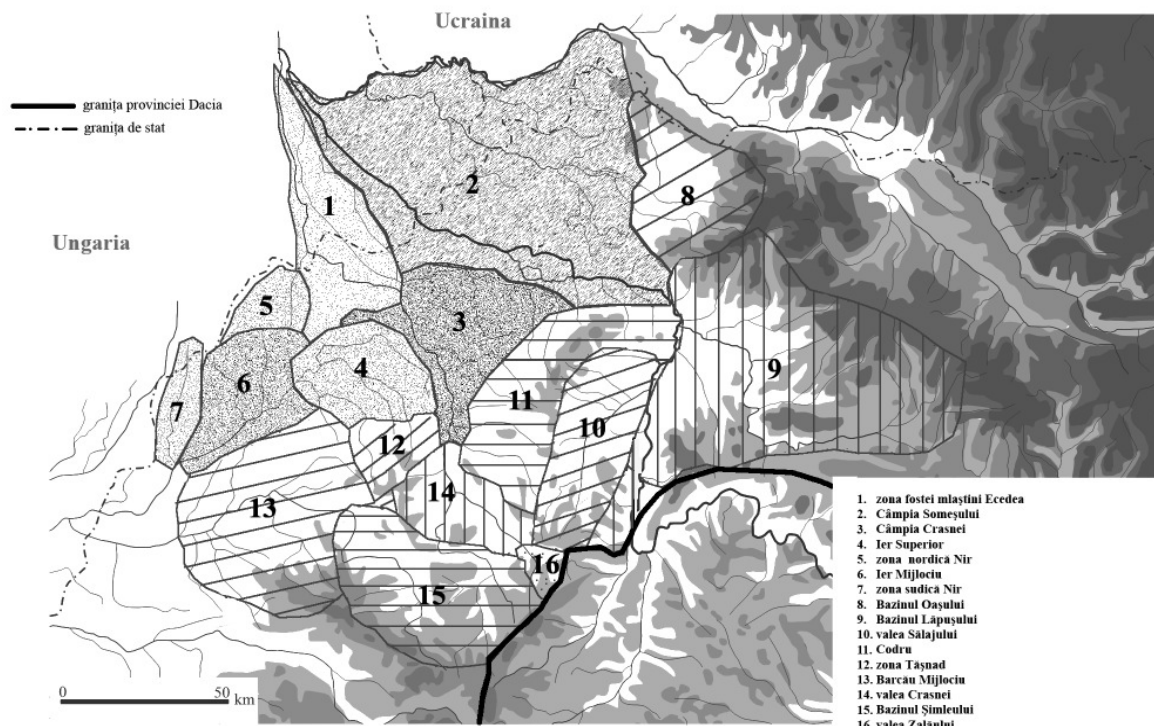 Ucraina
granița provinciei Dacia
granița de stat
Ungaria
1
2
3
4
5
6
7
8
9
10
11
12
13
14
15
16
0 50
km
1. zona fostei mlaștini Ecedea
2. Câmpia Someșului
3. Câmpia Crasnei
4. Ier Superior
5. zona nordică Nir
6. Ier Mijlociu
7. zona sudică Nir
8. Bazinul Oașului
9. Bazinul Lăpușului
10. valea Sălajului
11. Codru
12. zona Tășnad
13. Barcău Mijlociu
14. valea Crasnei
15. Bazinul Șimleului
16. valea Zalăului